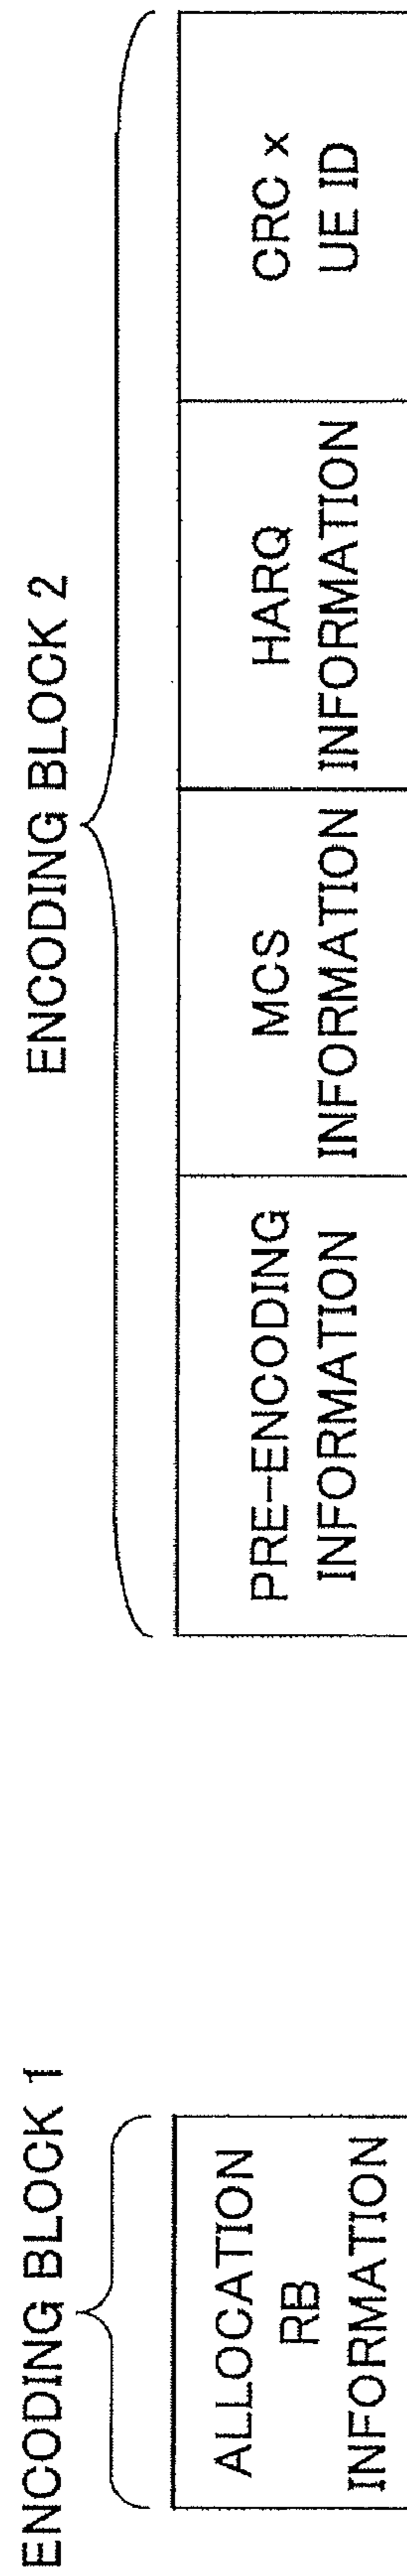 ENCODING BLOCK 1
ALLOCATION
RB
INFORMATION
ENCODING BLOCK 2
PRE-ENCODING
INFORMATION
MCS
INFORMATION
HARQ
INFORMATION
CRC x
UE ID